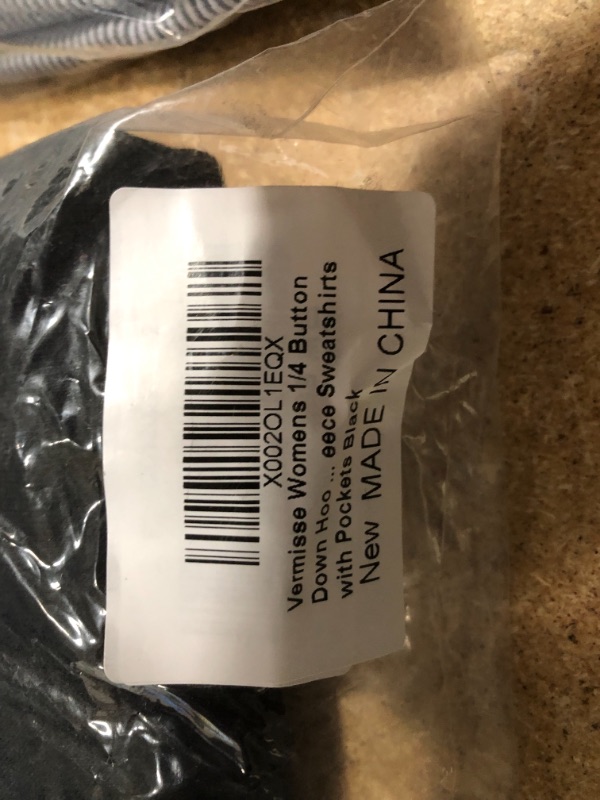 X002OL1EQX
Vermisse Womens 1/4 Button
Down Hoo ... eece Sweatshirts
with Pockets Black
New MADE IN CHINA